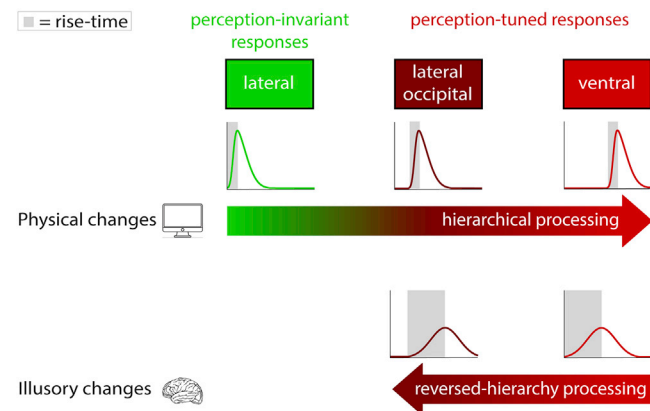 = rise-time
perception-invariant
responses
perception-tuned responses
lateral
lateral
occipital
ventral
Physical changes
hierarchical processing
Illusory changes
reversed-hierarchy processing